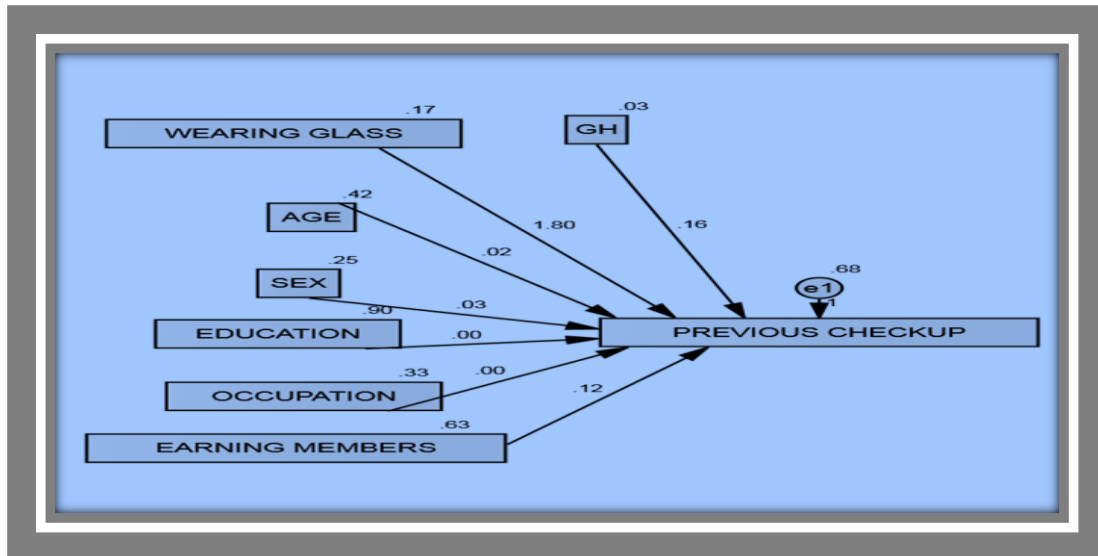 .17
WEARING GLASS
.03
GH
.42
AGE
1.80
.16
.02
.25
SEX
.03
.68
e1
1
.90
EDUCATION
.00
PREVIOUS CHECKUP
.33
OCCUPATION
.00
.12
.63
EARNING MEMBERS